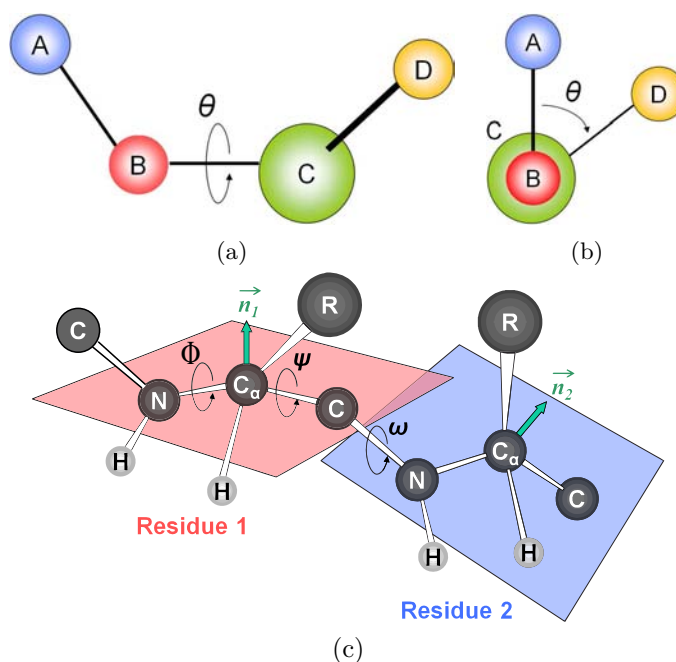 A
D
θ
B
C
(a)
A
θ
D
C
B
(b)
C
n₁
R
Φ
ψ
N
Cα
C
H
H
ω
Residue 1
R
n₂
Cα
N
C
H
H
Residue 2
(c)